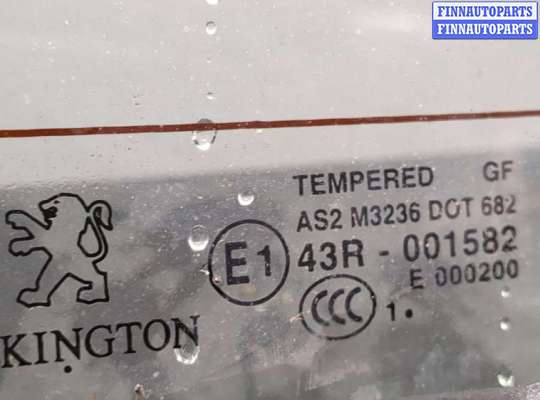 FINNAUTOPARTS
FINNAUTOPARTS
TEMPERED GF
AS2 M3236 DOT 682
E1 43R - 001582
E 000200
CCC 1.
KINGTON